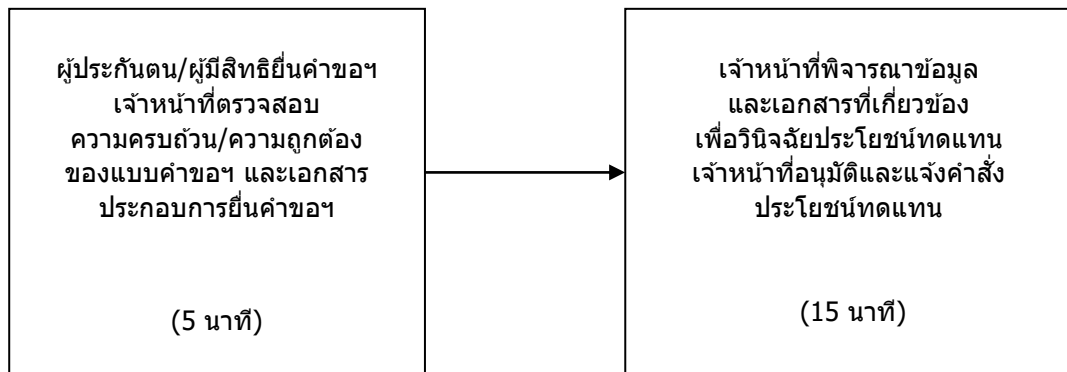 ผู้ประกันตน/ผู้มีสิทธิยื่นคำขอฯ
เจ้าหน้าที่ตรวจสอบ
ความครบถ้วน/ความถูกต้อง
ของแบบคำขอฯ และเอกสาร
ประกอบการยื่นคำขอฯ
(5 นาที)
เจ้าหน้าที่พิจารณาข้อมูล
และเอกสารที่เกี่ยวข้อง
เพื่อวินิจฉัยประโยชน์ทดแทน
เจ้าหน้าที่อนุมัติและแจ้งคำสั่ง
ประโยชน์ทดแทน
(15 นาที)